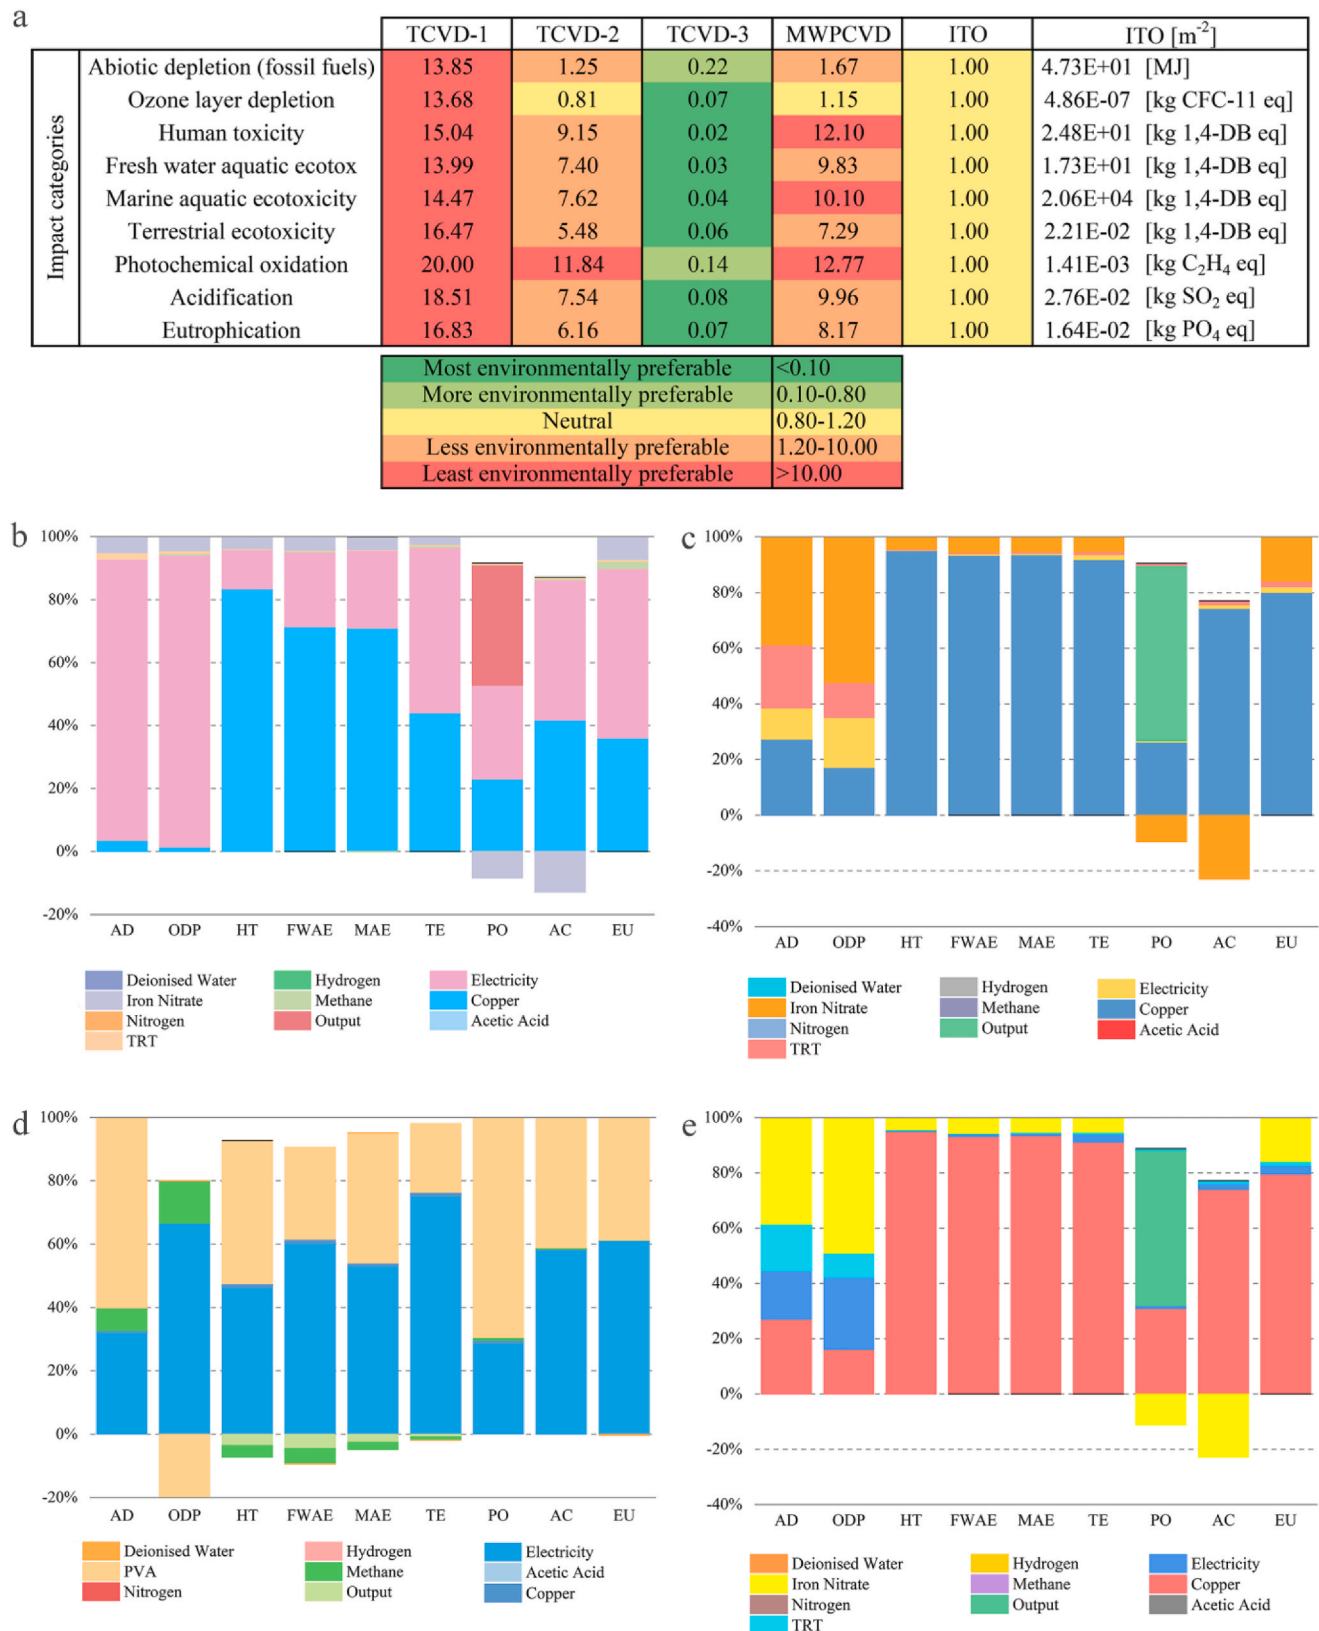 a
TCVD-1 TCVD-2 TCVD-3 MWPCVD ITO ITO [m⁻²]
Impact categories
Abiotic depletion (fossil fuels) 13.85 1.25 0.22 1.67 1.00 4.73E+01 [MJ]
Ozone layer depletion 13.68 0.81 0.07 1.15 1.00 4.86E-07 [kg CFC-11 eq]
Human toxicity 15.04 9.15 0.02 12.10 1.00 2.48E+01 [kg 1,4-DB eq]
Fresh water aquatic ecotox 13.99 7.40 0.03 9.83 1.00 1.73E+01 [kg 1,4-DB eq]
Marine aquatic ecotoxicity 14.47 7.62 0.04 10.10 1.00 2.06E+04 [kg 1,4-DB eq]
Terrestrial ecotoxicity 16.47 5.48 0.06 7.29 1.00 2.21E-02 [kg 1,4-DB eq]
Photochemical oxidation 20.00 11.84 0.14 12.77 1.00 1.41E-03 [kg C₂H₄ eq]
Acidification 18.51 7.54 0.08 9.96 1.00 2.76E-02 [kg SO₂ eq]
Eutrophication 16.83 6.16 0.07 8.17 1.00 1.64E-02 [kg PO₄ eq]
Most environmentally preferable <0.10
More environmentally preferable 0.10-0.80
Neutral 0.80-1.20
Less environmentally preferable 1.20-10.00
Least environmentally preferable >10.00
b
100%
80%
60%
40%
20%
0%
-20%
AD ODP HT FWAE MAE TE PO AC EU
Deionised Water Hydrogen Electricity
Iron Nitrate Methane Copper
Nitrogen Output Acetic Acid
TRT
c
100%
80%
60%
40%
20%
0%
-20%
-40%
AD ODP HT FWAE MAE TE PO AC EU
Deionised Water Hydrogen Electricity
Iron Nitrate Methane Copper
Nitrogen Output Acetic Acid
TRT
d
100%
80%
60%
40%
20%
0%
-20%
AD ODP HT FWAE MAE TE PO AC EU
Deionised Water Hydrogen Electricity
PVA Methane Acetic Acid
Nitrogen Output Copper
e
100%
80%
60%
40%
20%
0%
-20%
-40%
AD ODP HT FWAE MAE TE PO AC EU
Deionised Water Hydrogen Electricity
Iron Nitrate Methane Copper
Nitrogen Output Acetic Acid
TRT